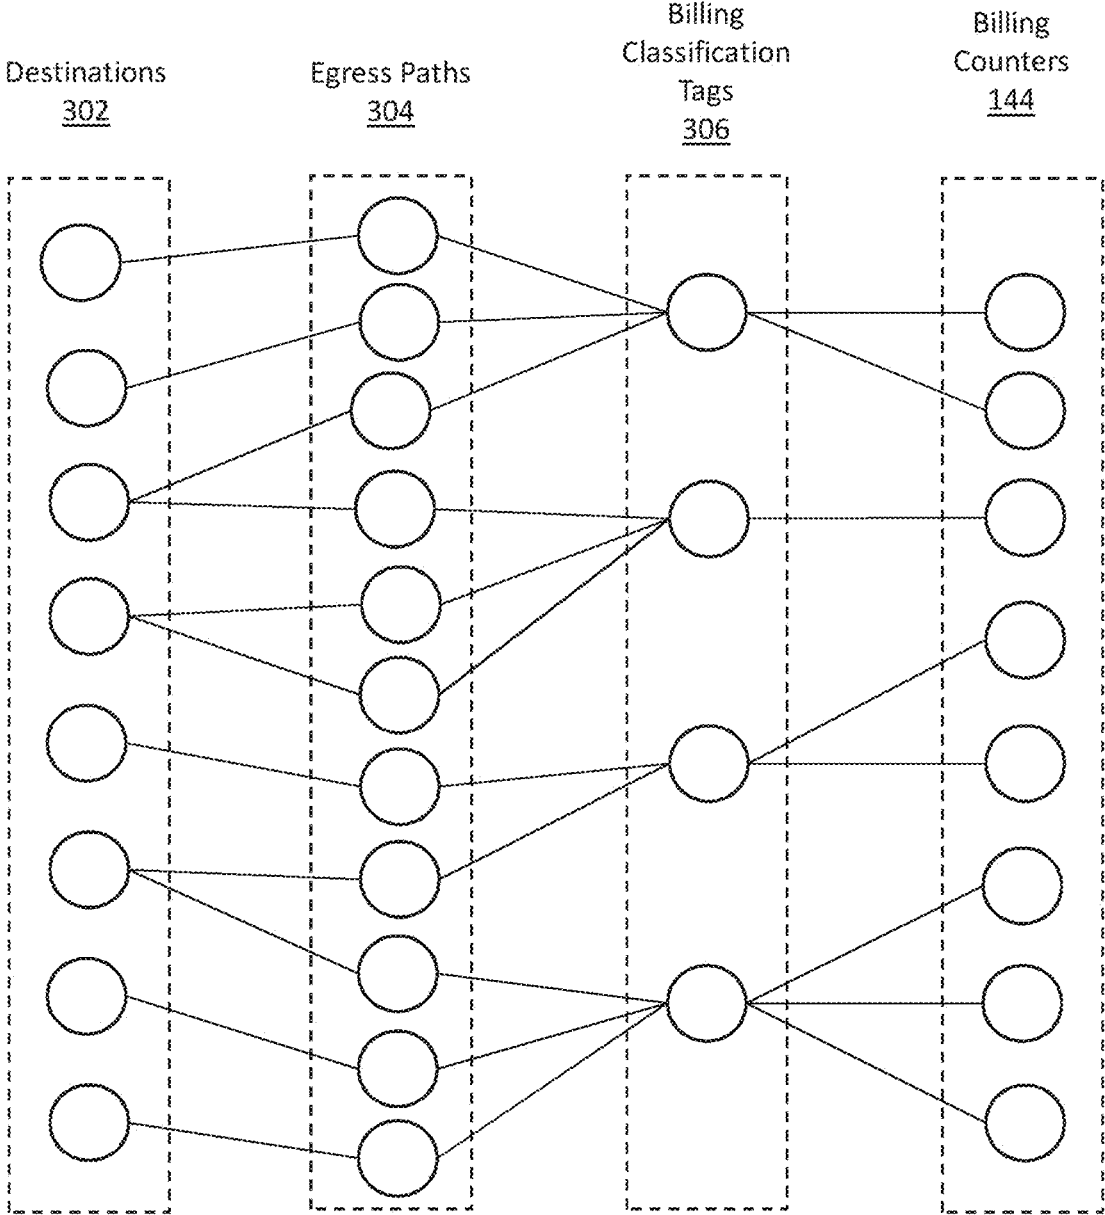 Destinations
302
Egress Paths
304
Billing
Classification
Tags
306
Billing
Counters
144